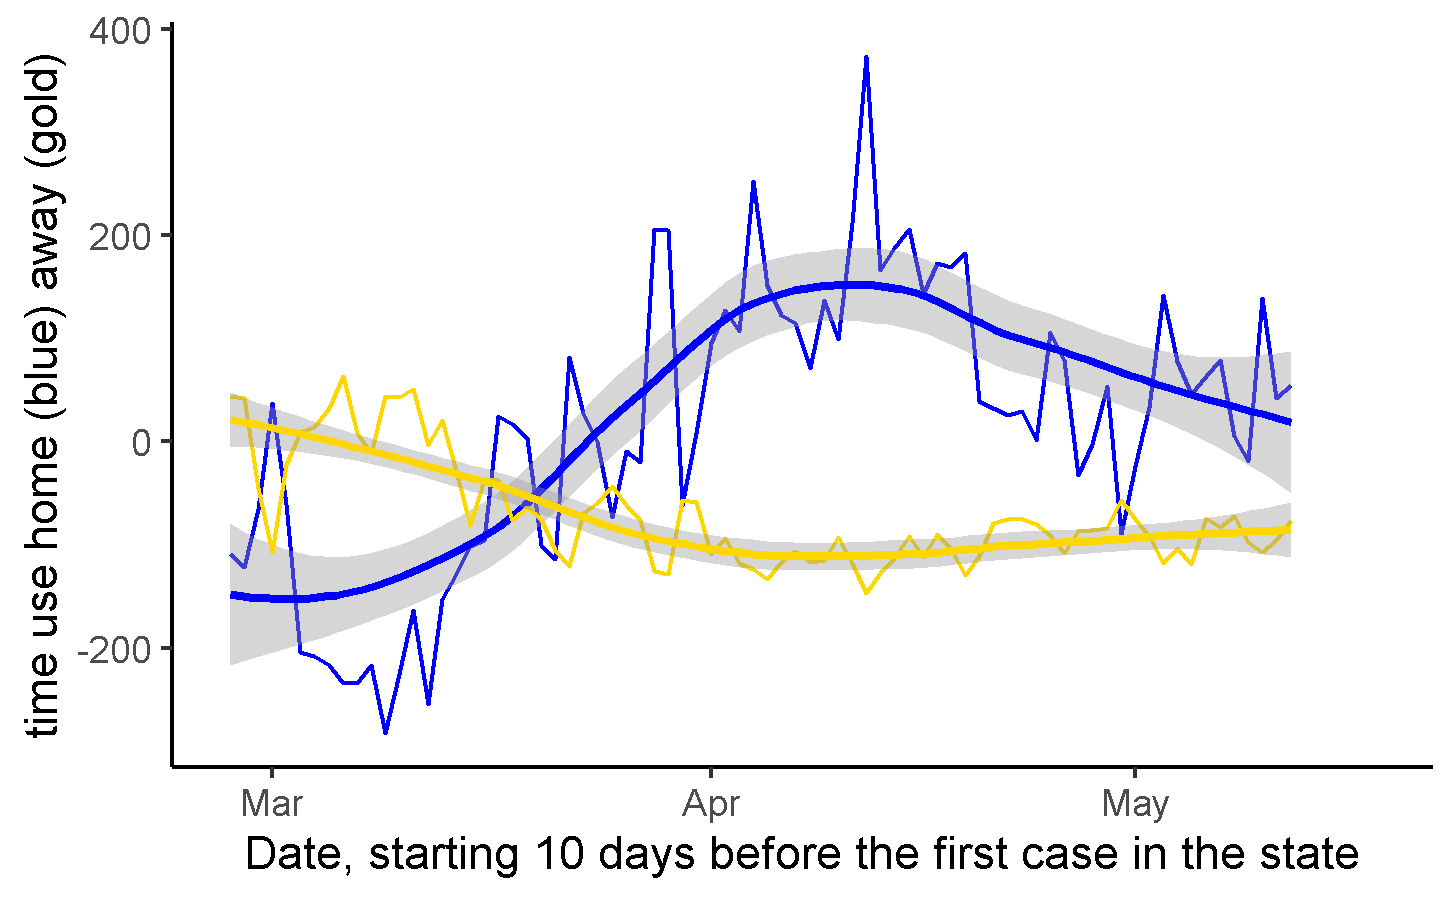 time use home (blue) away (gold)
400
200
0
-200
Mar
Apr
May
Date, starting 10 days before the first case in the state